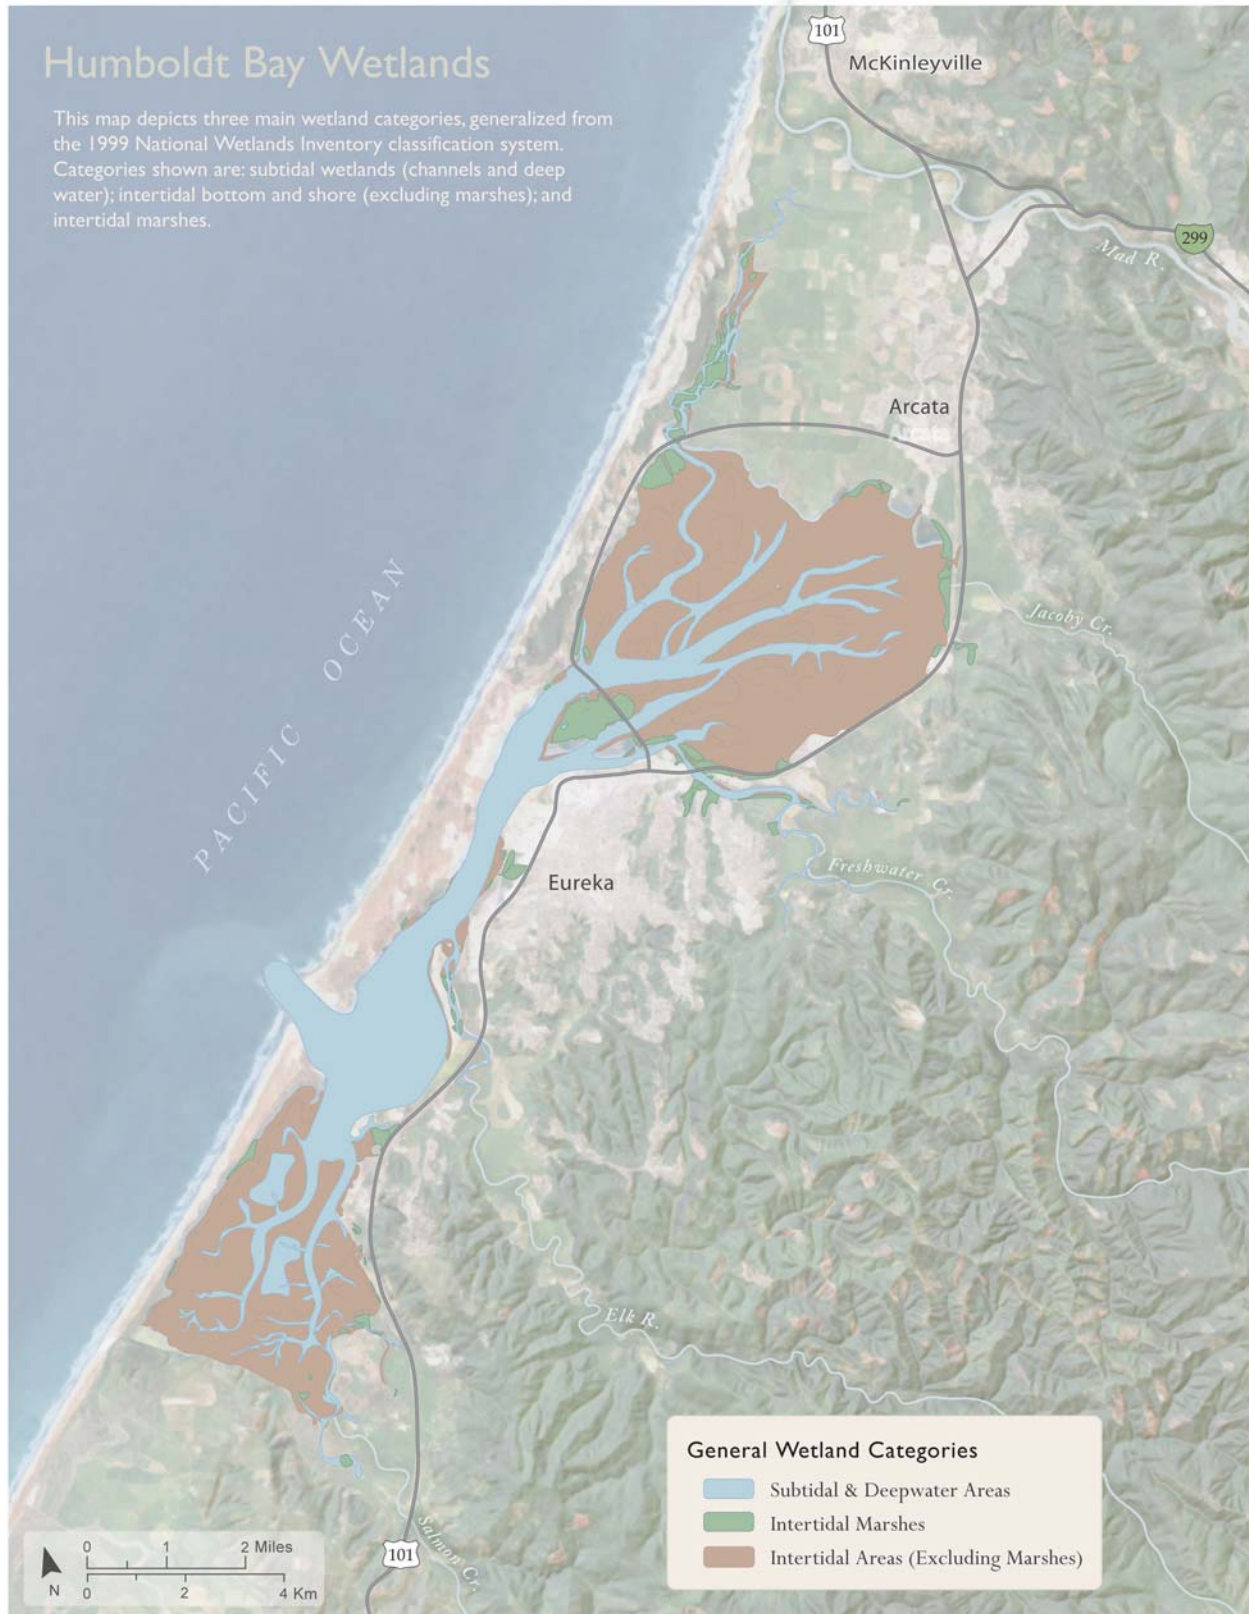 Humboldt Bay Wetlands
This map depicts three main wetland categories, generalized from
the 1999 National Wetlands Inventory classification system.
Categories shown are: subtidal wetlands (channels and deep
water); intertidal bottom and shore (excluding marshes); and
intertidal marshes.
101
McKinleyville
299
Mad R.
Arcata
Arcata
PACIFIC OCEAN
Jacoby Cr.
Eureka
Freshwater Cr.
Elk R.
General Wetland Categories
Subtidal & Deepwater Areas
Intertidal Marshes
Intertidal Areas (Excluding Marshes)
Salmon Cr.
101
0 1 2 Miles
N 0 2 4 Km